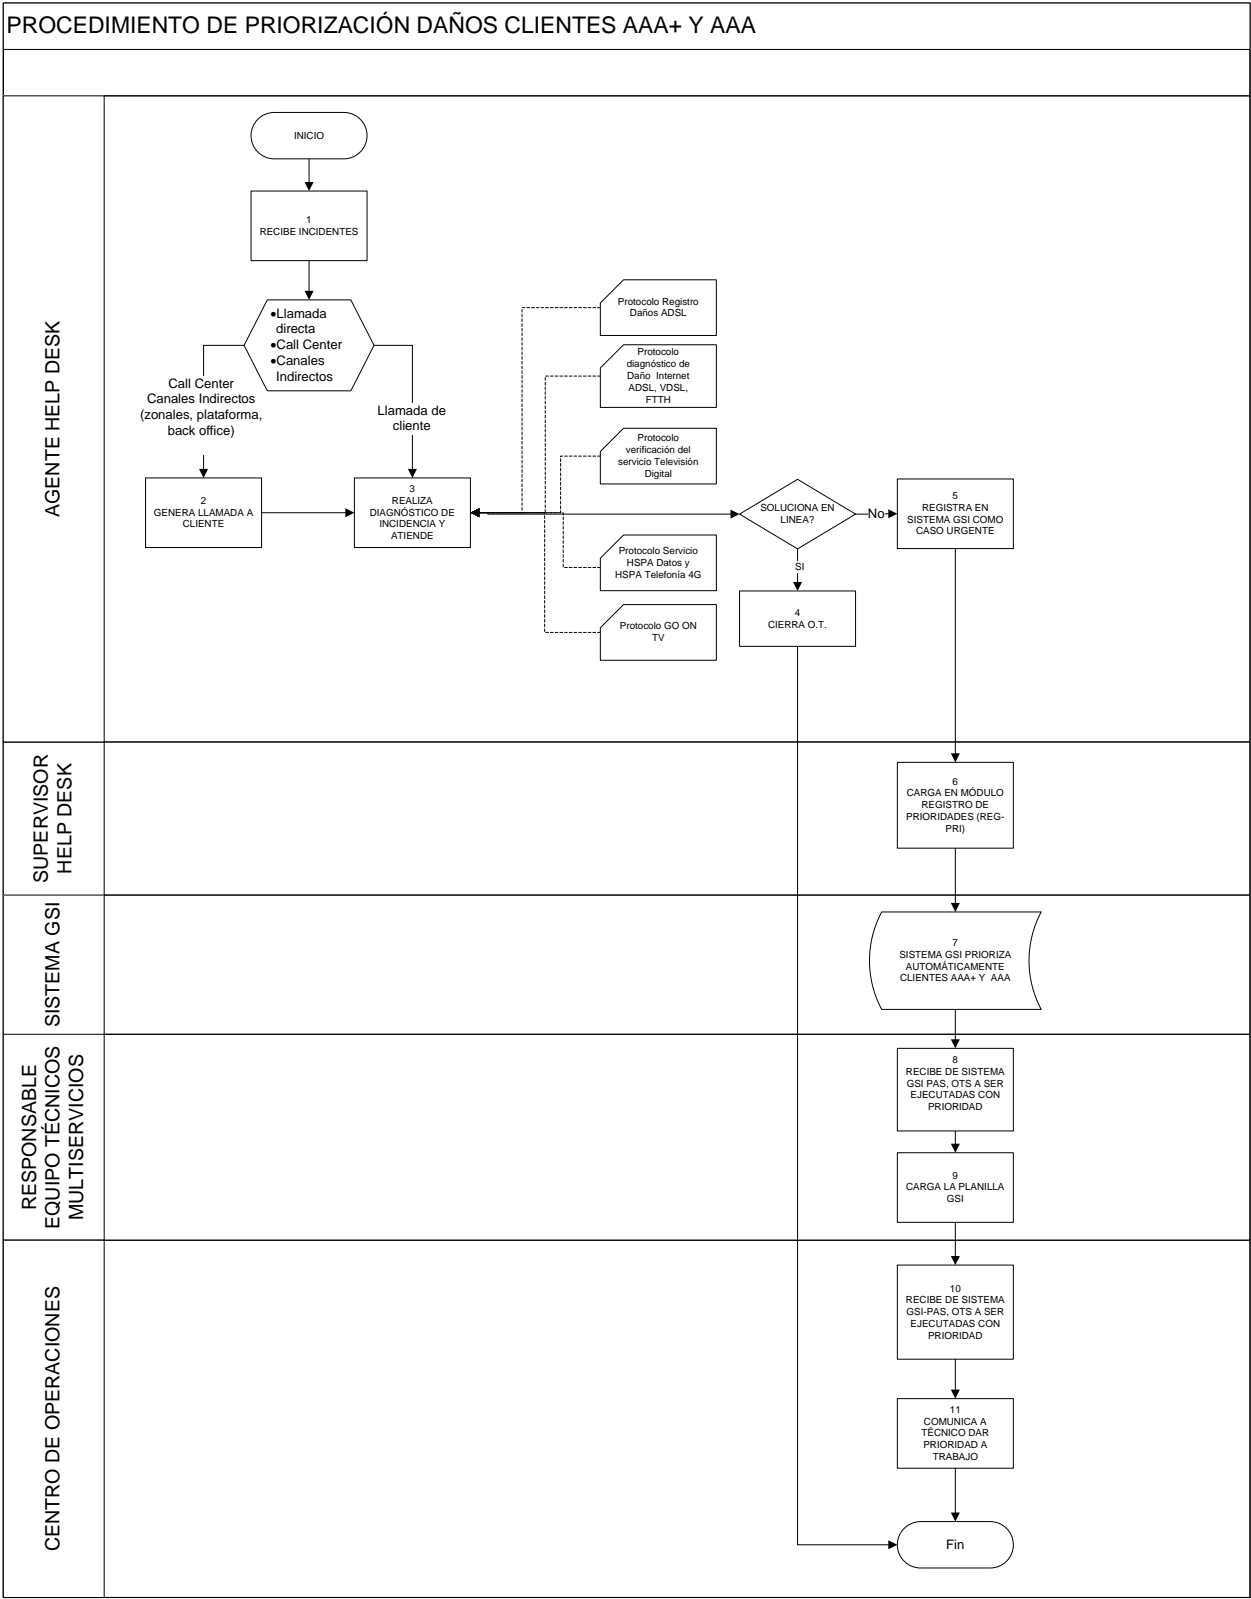 PROCEDIMIENTO DE PRIORIZACIÓN DAÑOS CLIENTES AAA+ Y AAA
AGENTE HELP DESK
INICIO
1
RECIBE INCIDENTES
•Llamada
directa
•Call Center
•Canales
Indirectos
Call Center
Canales Indirectos
(zonales, plataforma,
back office)
Llamada de
cliente
2
GENERA LLAMADA A
CLIENTE
3
REALIZA
DIAGNÓSTICO DE
INCIDENCIA Y
ATIENDE
Protocolo Registro
Daños ADSL
Protocolo
diagnóstico de
Daño Internet
ADSL, VDSL,
FTTH
Protocolo
verificación del
servicio Televisión
Digital
Protocolo Servicio
HSPA Datos y
HSPA Telefonía 4G
Protocolo GO ON
TV
SOLUCIONA EN
LINEA?
No
SI
4
CIERRA O.T.
5
REGISTRA EN
SISTEMA GSI COMO
CASO URGENTE
SUPERVISOR
HELP DESK
6
CARGA EN MÓDULO
REGISTRO DE
PRIORIDADES (REG-
PRI)
SISTEMA GSI
7
SISTEMA GSI PRIORIZA
AUTOMÁTICAMENTE
CLIENTES AAA+ Y AAA
RESPONSABLE
EQUIPO TÉCNICOS
MULTISERVICIOS
8
RECIBE DE SISTEMA
GSI PAS, OTS A SER
EJECUTADAS CON
PRIORIDAD
9
CARGA LA PLANILLA
GSI
CENTRO DE OPERACIONES
10
RECIBE DE SISTEMA
GSI-PAS, OTS A SER
EJECUTADAS CON
PRIORIDAD
11
COMUNICA A
TÉCNICO DAR
PRIORIDAD A
TRABAJO
Fin